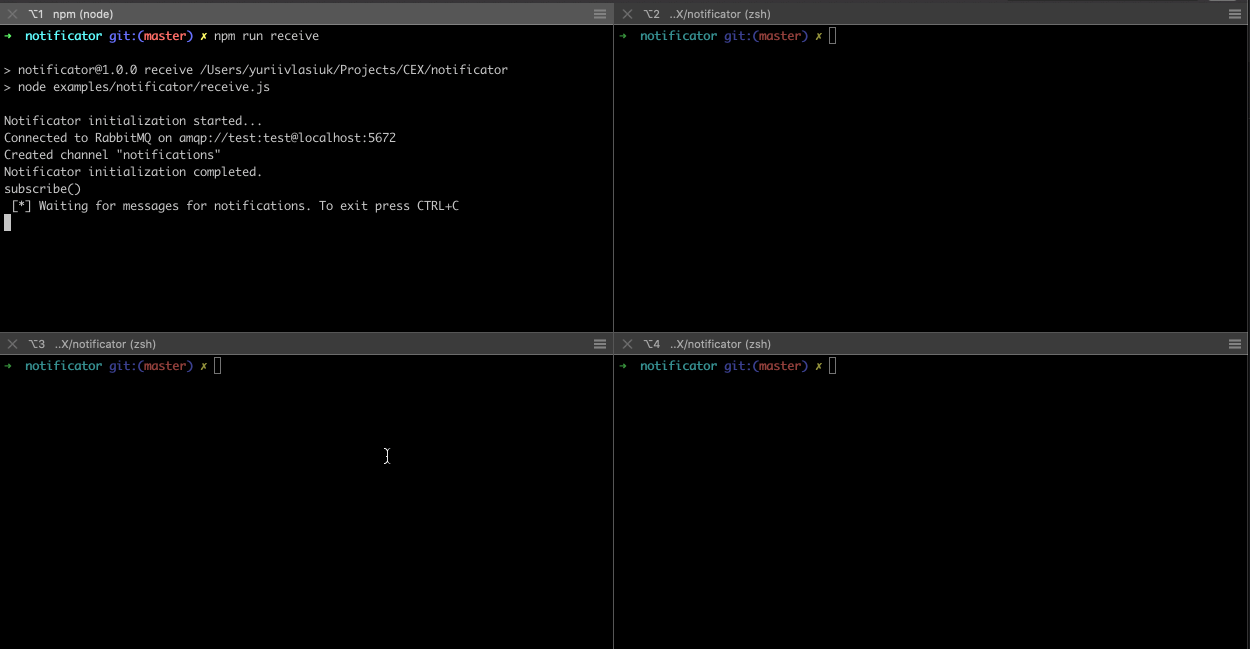 ⌥1 npm (node)
➜ notificator git:(master) ✗ npm run receive
> notificator@1.0.0 receive /Users/yuriivlasiuk/Projects/CEX/notificator
> node examples/notificator/receive.js
Notificator initialization started...
Connected to RabbitMQ on amqp://test:test@localhost:5672
Created channel "notifications"
Notificator initialization completed.
subscribe()
[*] Waiting for messages for notifications. To exit press CTRL+C
⌥2 ..X/notificator (zsh)
➜ notificator git:(master) ✗
⌥3 ..X/notificator (zsh)
➜ notificator git:(master) ✗
⌥4 ..X/notificator (zsh)
➜ notificator git:(master) ✗